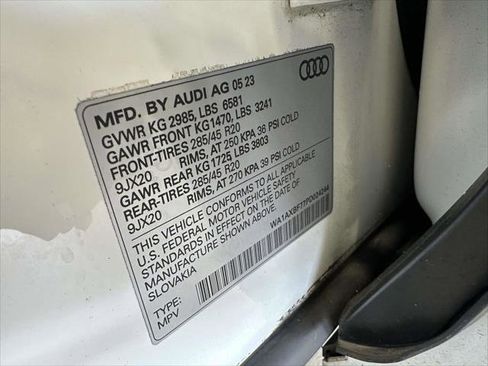 MFD. BY AUDI AG 05 23
GVWR KG 2985, LBS 6581
GAWR FRONT KG1470, LBS 3241
FRONT-TIRES 285/45 R20
9JX20 RIMS, AT 250 KPA 36 PSI COLD
GAWR REAR KG1725 LBS 3803
REAR-TIRES 285/45 R20
9JX20 RIMS, AT 270 KPA 39 PSI COLD
THIS VEHICLE CONFORMS TO ALL APPLICABLE
U.S. FEDERAL MOTOR VEHICLE SAFETY
STANDARDS IN EFFECT ON THE DATE OF
MANUFACTURE SHOWN ABOVE.
SLOVAKIA
TYPE:
MPV